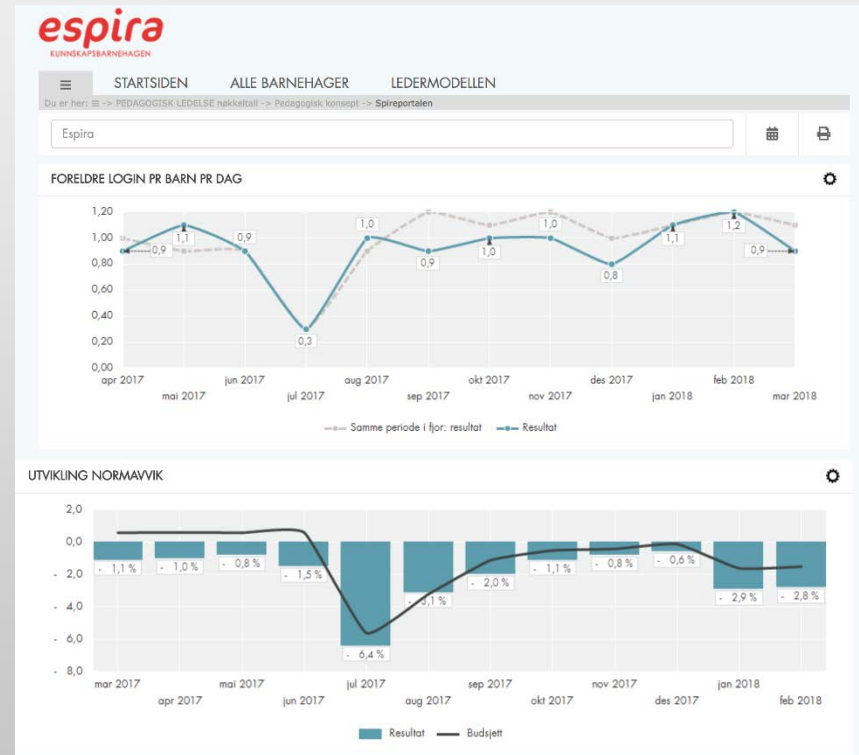 espira
KUNNSKAPSBARNEHAGEN
STARTSIDEN ALLE BARNEHAGER LEDERMODELLEN
Du er her: ≡ -> PEDAGOGISK LEDELSE nøkkeltall -> Pedagogisk konsept -> Spireportalen
Espira
FORELDRE LOGIN PR BARN PR DAG
1,20
1,00
0,80
0,60
0,40
0,20
0,00
0,9 1,1 0,9 0,3 1,0 0,9 1,0 1,0 0,8 1,1 1,2 0,9
apr 2017 jun 2017 aug 2017 okt 2017 des 2017 feb 2018
mai 2017 jul 2017 sep 2017 nov 2017 jan 2018 mar 2018
Samme periode i fjor: resultat Resultat
UTVIKLING NORMAVVIK
2,0
0,0
- 2,0
- 4,0
- 6,0
- 8,0
- 1,1 % - 1,0 % - 0,8 % - 1,5 % - 6,4 % - 3,1 % - 2,0 % - 1,1 % - 0,8 % - 0,6 % - 2,9 % - 2,8 %
mar 2017 mai 2017 jul 2017 sep 2017 nov 2017 jan 2018
apr 2017 jun 2017 aug 2017 okt 2017 des 2017 feb 2018
Resultat Budsjett